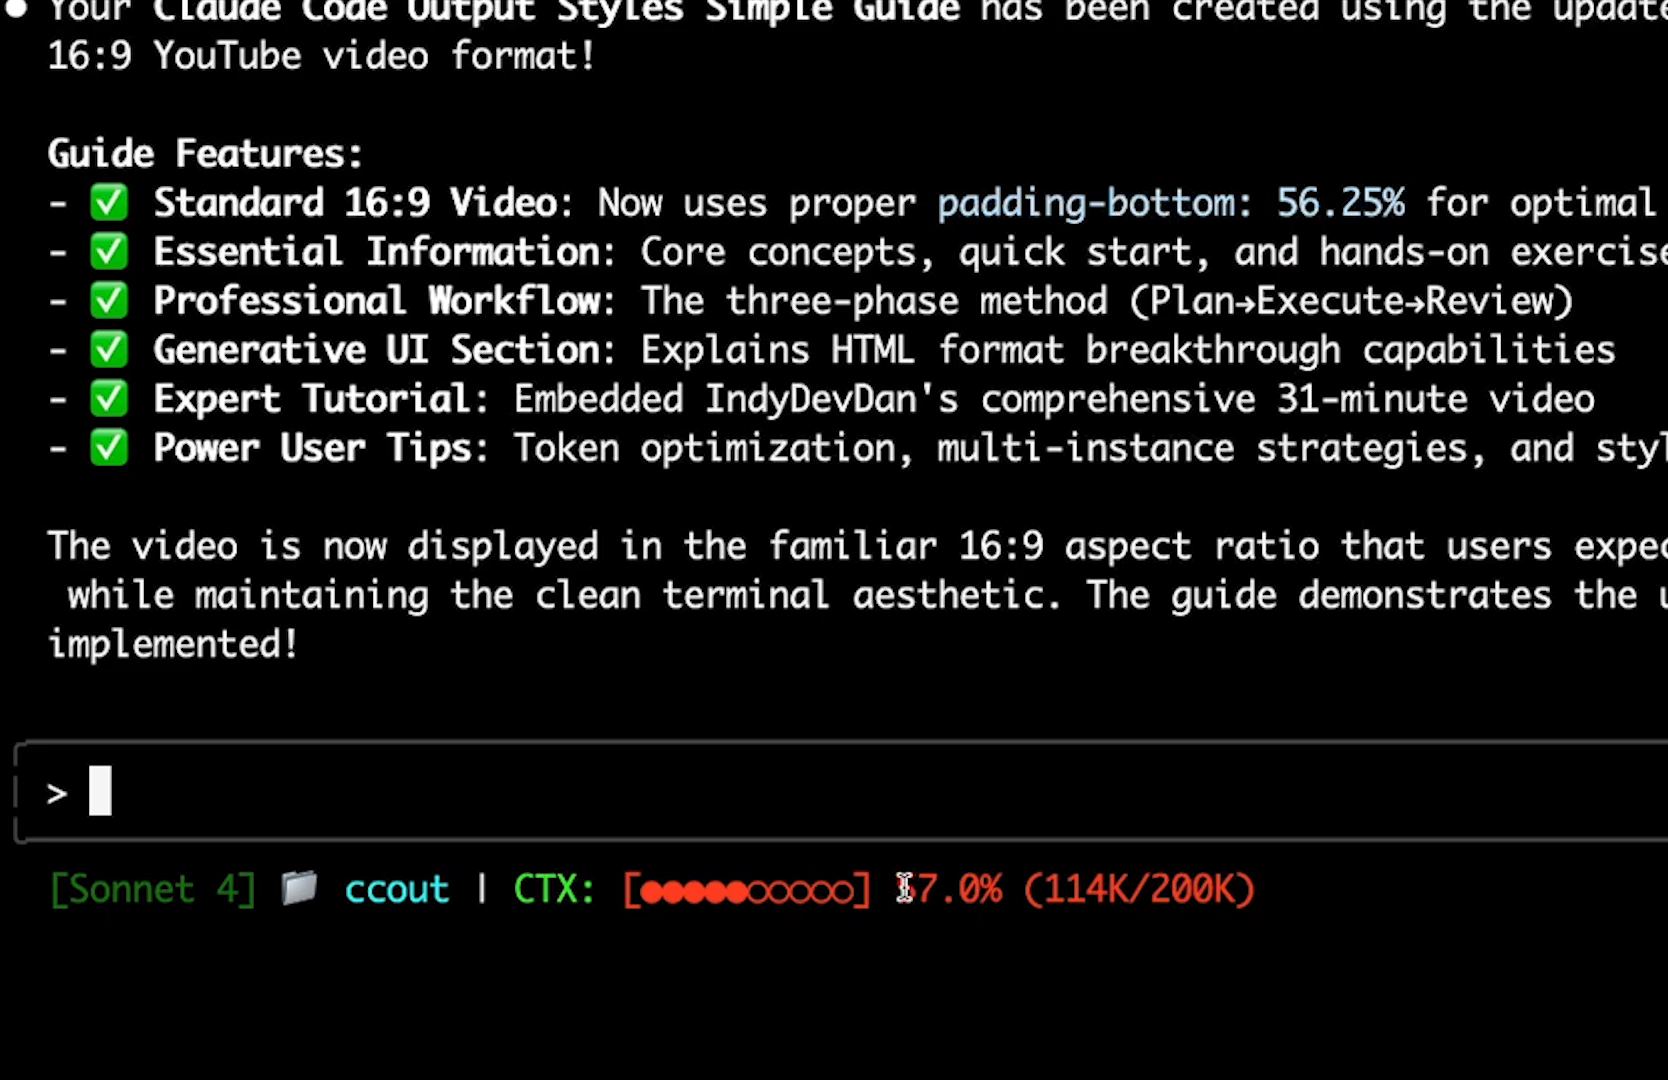 ● Your Claude Code Output Styles Simple Guide has been created using the update
16:9 YouTube video format!
Guide Features:
- ✅ Standard 16:9 Video: Now uses proper padding-bottom: 56.25% for optimal
- ✅ Essential Information: Core concepts, quick start, and hands-on exercise
- ✅ Professional Workflow: The three-phase method (Plan→Execute→Review)
- ✅ Generative UI Section: Explains HTML format breakthrough capabilities
- ✅ Expert Tutorial: Embedded IndyDevDan's comprehensive 31-minute video
- ✅ Power User Tips: Token optimization, multi-instance strategies, and styl
The video is now displayed in the familiar 16:9 aspect ratio that users expec
while maintaining the clean terminal aesthetic. The guide demonstrates the u
implemented!
>
[Sonnet 4] 📁 ccout | CTX: [●●●●●○○○○○] 57.0% (114K/200K)